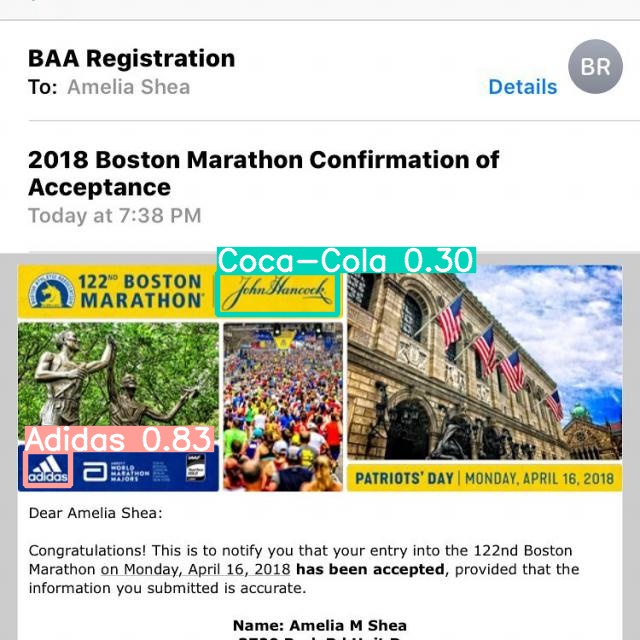 BAA Registration
BR
To: Amelia Shea
Details
2018 Boston Marathon Confirmation of
Acceptance
Today at 7:38 PM
Coca-Cola 0.30
122ND BOSTON
MARATHON
John Hancock
Adidas 0.83
adidas
WORLD
MARATHON
MAJORS
PATRIOTS' DAY | MONDAY, APRIL 16, 2018
Dear Amelia Shea:
Congratulations! This is to notify you that your entry into the 122nd Boston
Marathon on Monday, April 16, 2018 has been accepted, provided that the
information you submitted is accurate.
Name: Amelia M Shea